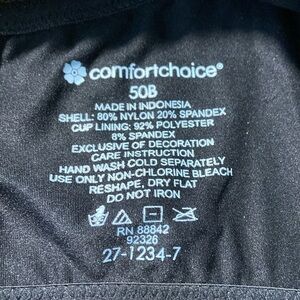 comfortchoice®
50B
MADE IN INDONESIA
SHELL: 80% NYLON 20% SPANDEX
CUP LINING: 92% POLYESTER
8% SPANDEX
EXCLUSIVE OF DECORATION
CARE INSTRUCTION
HAND WASH COLD SEPARATELY
USE ONLY NON-CHLORINE BLEACH
RESHAPE, DRY FLAT
DO NOT IRON
RN 88842
92326
27-1234-7